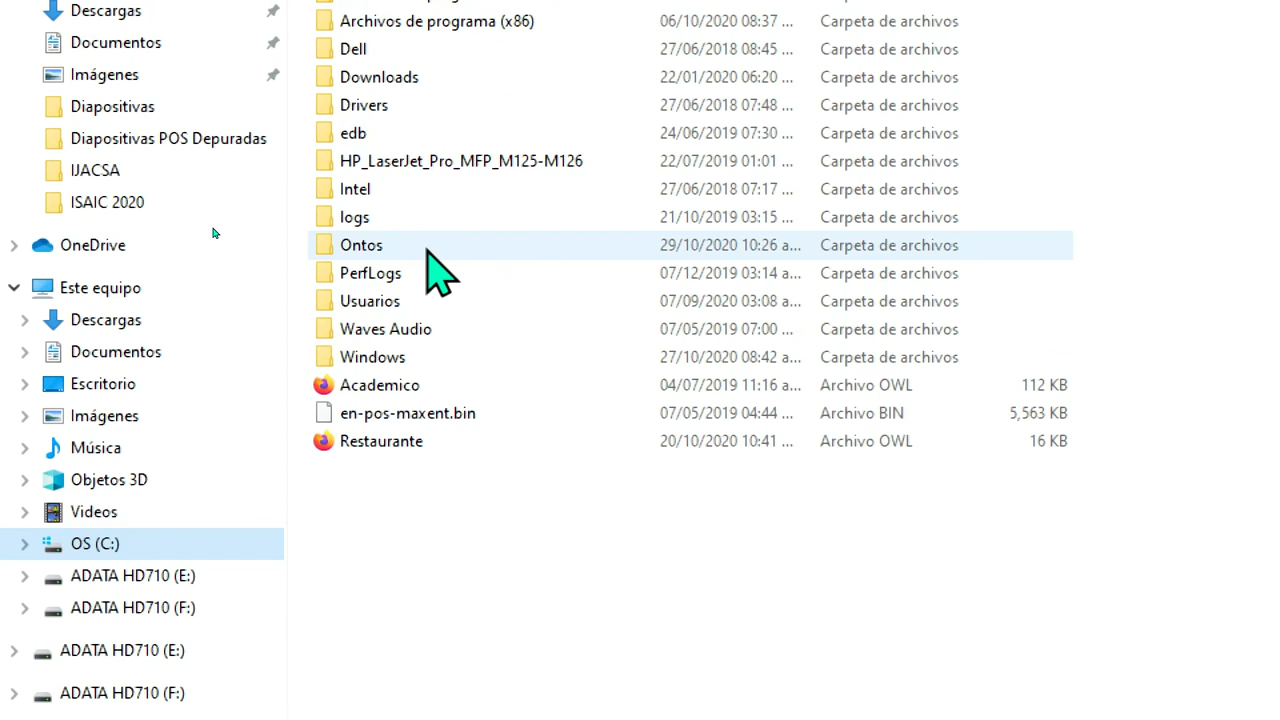 Descargas
Documentos
Imágenes
Diapositivas
Diapositivas POS Depuradas
IJACSA
ISAIC 2020
OneDrive
Este equipo
Descargas
Documentos
Escritorio
Imágenes
Música
Objetos 3D
Videos
OS (C:)
ADATA HD710 (E:)
ADATA HD710 (F:)
ADATA HD710 (E:)
ADATA HD710 (F:)
Archivos de programa (x86) 06/10/2020 08:37 ... Carpeta de archivos
Dell 27/06/2018 08:45 ... Carpeta de archivos
Downloads 22/01/2020 06:20 ... Carpeta de archivos
Drivers 27/06/2018 07:48 ... Carpeta de archivos
edb 24/06/2019 07:30 ... Carpeta de archivos
HP_LaserJet_Pro_MFP_M125-M126 22/07/2019 01:01 ... Carpeta de archivos
Intel 27/06/2018 07:17 ... Carpeta de archivos
logs 21/10/2019 03:15 ... Carpeta de archivos
Ontos 29/10/2020 10:26 a... Carpeta de archivos
PerfLogs 07/12/2019 03:14 a... Carpeta de archivos
Usuarios 07/09/2020 03:08 a... Carpeta de archivos
Waves Audio 07/05/2019 07:00 ... Carpeta de archivos
Windows 27/10/2020 08:42 a... Carpeta de archivos
Academico 04/07/2019 11:16 a... Archivo OWL 112 KB
en-pos-maxent.bin 07/05/2019 04:44 ... Archivo BIN 5,563 KB
Restaurante 20/10/2020 10:41 ... Archivo OWL 16 KB